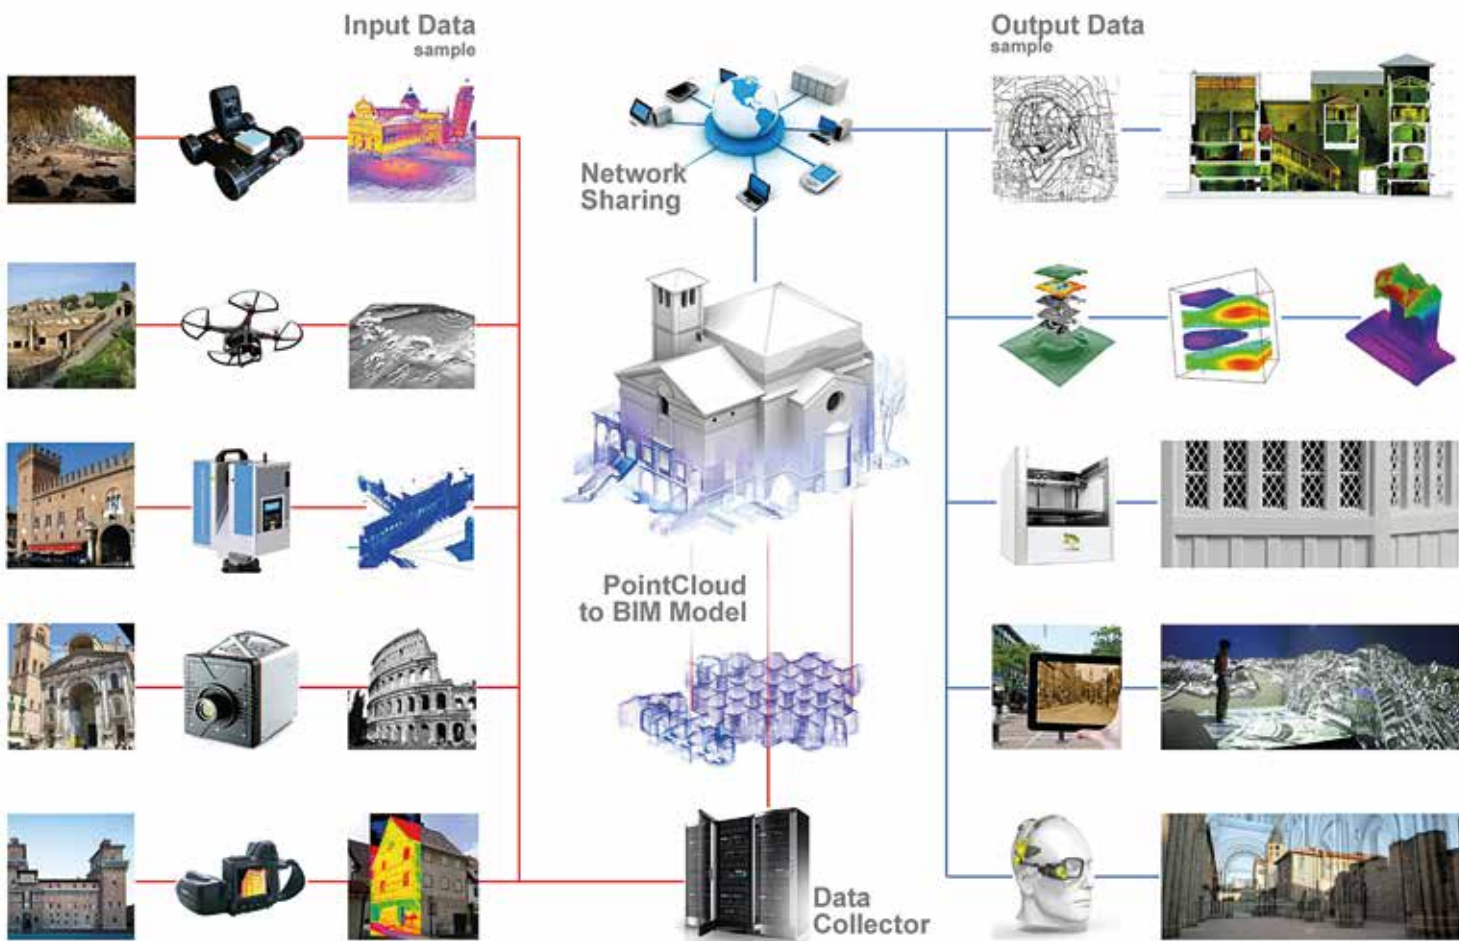 Input Data
sample
Output Data
sample
Network
Sharing
PointCloud
to BIM Model
Data
Collector